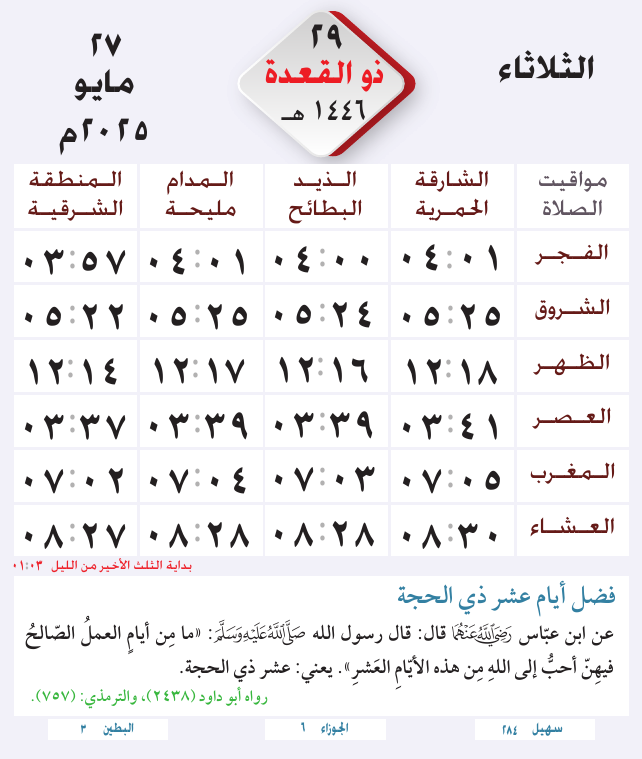 الثلاثاء
٢٩
ذو القعدة
١٤٤٦ هـ
٢٧
مايو
٢٠٢٥م
مواقيت الصلاة | الشارقة الحمرية | الذيد البطائح | المدام مليحة | المنطقة الشرقية
الفجر ٠٤:٠١ ٠٤:٠٠ ٠٤:٠١ ٠٣:٥٧
الشروق ٠٥:٢٥ ٠٥:٢٤ ٠٥:٢٥ ٠٥:٢٢
الظهر ١٢:١٨ ١٢:١٦ ١٢:١٧ ١٢:١٤
العصر ٠٣:٤١ ٠٣:٣٩ ٠٣:٣٩ ٠٣:٣٧
المغرب ٠٧:٠٥ ٠٧:٠٣ ٠٧:٠٤ ٠٧:٠٢
العشاء ٠٨:٣٠ ٠٨:٢٨ ٠٨:٢٨ ٠٨:٢٧
بداية الثلث الأخير من الليل ٠١:٠٣
فضل أيام عشر ذي الحجة
عن ابن عبّاس رَضِيَ اللَّهُ عَنْهُمَا قال: قال رسول الله صَلَّى اللَّهُ عَلَيْهِ وَسَلَّمَ: «ما مِن أيامٍ العملُ الصّالحُ
فيهِنّ أحبُّ إلى اللهِ مِن هذه الأيّامِ العَشْرِ». يعني: عشر ذي الحجة.
رواه أبو داود (٢٤٣٨)، والترمذي: (٧٥٧).
سهيل ٢٨٤
الجوزاء ٦
البطين ٣